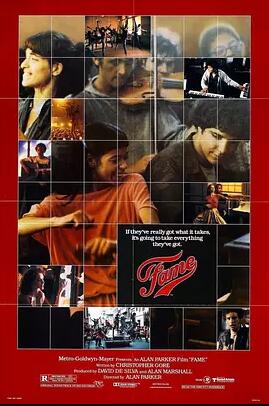 If they've really got what it takes,
it's going to take everything
they've got.
Fame
Metro-Goldwyn-Mayer Presents An ALAN PARKER Film "FAME"
Written by CHRISTOPHER GORE
Produced by DAVID DE SILVA and ALAN MARSHALL
Directed by ALAN PARKER
R RESTRICTED